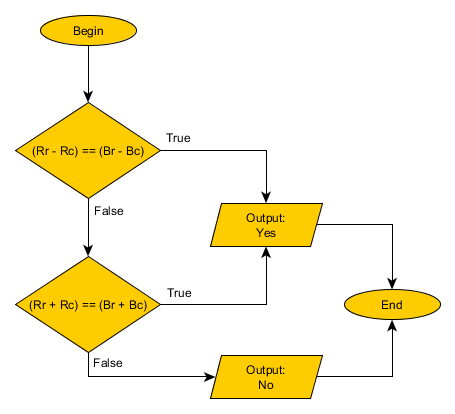 Begin
(Rr - Rc) == (Br - Bc)
True
False
Output:
Yes
(Rr + Rc) == (Br + Bc)
True
End
False
Output:
No